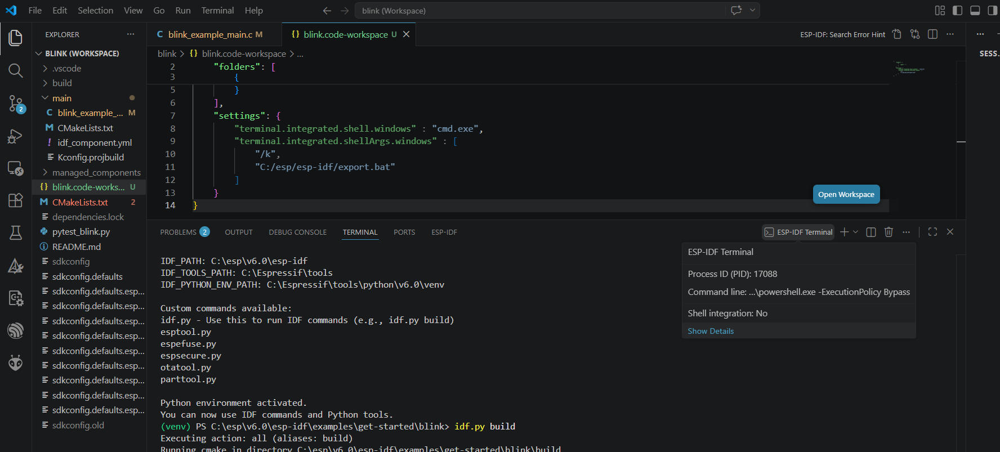 File Edit Selection View Go Run Terminal Help
blink (Workspace)
EXPLORER
BLINK (WORKSPACE)
.vscode
build
main
blink_example_... M
CMakeLists.txt
idf_component.yml
Kconfig.projbuild
managed_components
{} blink.code-works... U
CMakeLists.txt 2
dependencies.lock
pytest_blink.py
README.md
sdkconfig
sdkconfig.defaults
sdkconfig.defaults.esp...
sdkconfig.defaults.esp...
sdkconfig.defaults.esp...
sdkconfig.defaults.esp...
sdkconfig.defaults.esp...
sdkconfig.defaults.esp...
sdkconfig.defaults.esp...
sdkconfig.defaults.esp...
sdkconfig.defaults.esp...
sdkconfig.old
2
C blink_example_main.c M
{} blink.code-workspace U
ESP-IDF: Search Error Hint
SESS.
blink > {} blink.code-workspace > ...
2 "folders": [
3 {
5 }
6 ],
7 "settings": {
8 "terminal.integrated.shell.windows" : "cmd.exe",
9 "terminal.integrated.shellArgs.windows" : [
10 "/k",
11 "C:/esp/esp-idf/export.bat"
12 ]
13 }
14 }
Open Workspace
PROBLEMS 2 OUTPUT DEBUG CONSOLE TERMINAL PORTS ESP-IDF
ESP-IDF Terminal
IDF_PATH: C:\esp\v6.0\esp-idf
IDF_TOOLS_PATH: C:\Espressif\tools
IDF_PYTHON_ENV_PATH: C:\Espressif\tools\python\v6.0\venv
Custom commands available:
idf.py - Use this to run IDF commands (e.g., idf.py build)
esptool.py
espefuse.py
espsecure.py
otatool.py
parttool.py
Python environment activated.
You can now use IDF commands and Python tools.
(venv) PS C:\esp\v6.0\esp-idf\examples\get-started\blink> idf.py build
Executing action: all (aliases: build)
Running cmake in directory C:\esp\v6.0\esp-idf\examples\get-started\blink\build
ESP-IDF Terminal
Process ID (PID): 17088
Command line: ...\powershell.exe -ExecutionPolicy Bypass
Shell integration: No
Show Details